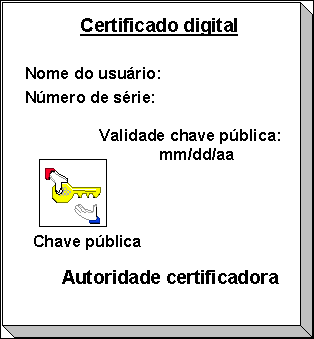 Certificado digital
Nome do usuário:
Número de série:
Validade chave pública:
mm/dd/aa
Chave pública
Autoridade certificadora